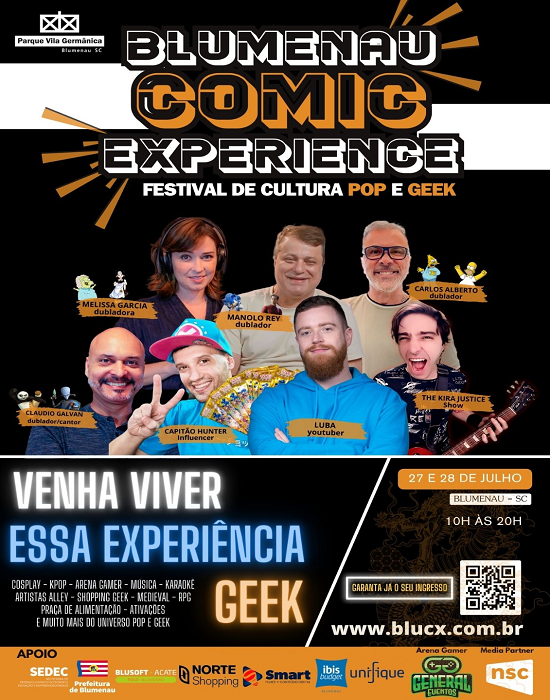 Parque Vila Germânica
Blumenau SC
BLUMENAU
COMIC
EXPERIENCE
FESTIVAL DE CULTURA POP E GEEK
MELISSA GARCIA
dubladora
MANOLO REY
dublador
CARLOS ALBERTO
dublador
CLAUDIO GALVAN
dublador/cantor
CAPITÃO HUNTER
Influencer
LUBA
youtuber
THE KIRA JUSTICE
Show
VENHA VIVER
ESSA EXPERIÊNCIA
GEEK
COSPLAY - KPOP - ARENA GAMER - MÚSICA - KARAOKÊ
ARTISTAS ALLEY - SHOPPING GEEK - MEDIEVAL - RPG
PRAÇA DE ALIMENTAÇÃO - ATIVAÇÕES
E MUITO MAIS DO UNIVERSO POP E GEEK
27 E 28 DE JULHO
BLUMENAU - SC
10H ÀS 20H
GARANTA JÁ O SEU INGRESSO
www.blucx.com.br
APOIO
SEDEC
Prefeitura
de Blumenau
BLUSOFT - ACATE
NORTE
Shopping
Smart
ibis
budget
unifique
Arena Gamer
GENERAL
EVENTOS
Media Partner
nsc